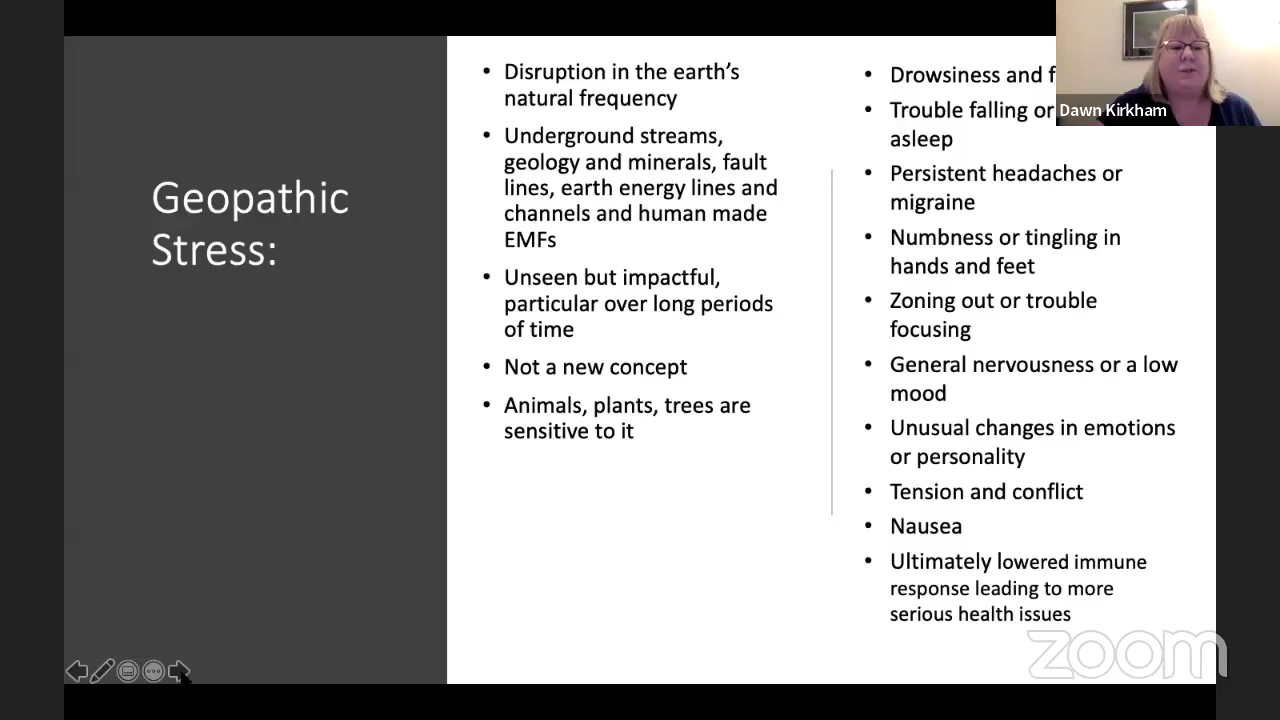 Geopathic
Stress:
• Disruption in the earth's
natural frequency
• Underground streams,
geology and minerals, fault
lines, earth energy lines and
channels and human made
EMFs
• Unseen but impactful,
particular over long periods
of time
• Not a new concept
• Animals, plants, trees are
sensitive to it
• Drowsiness and
• Trouble falling or
asleep
• Persistent headaches or
migraine
• Numbness or tingling in
hands and feet
• Zoning out or trouble
focusing
• General nervousness or a low
mood
• Unusual changes in emotions
or personality
• Tension and conflict
• Nausea
• Ultimately lowered immune
response leading to more
serious health issues
Dawn Kirkham
zoom